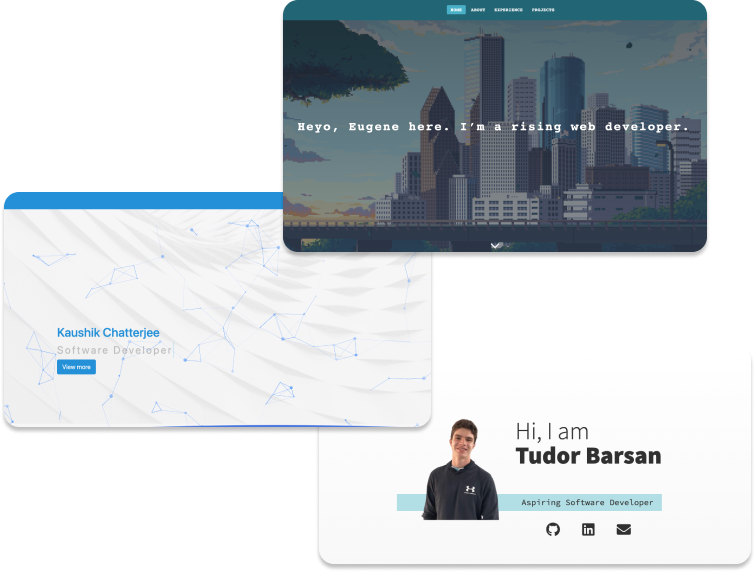 HOME ABOUT EXPERIENCE PROJECTS
Heyo, Eugene here. I'm a rising web developer.
Kaushik Chatterjee
Software Developer
View more
Hi, I am
Tudor Barsan
Aspiring Software Developer